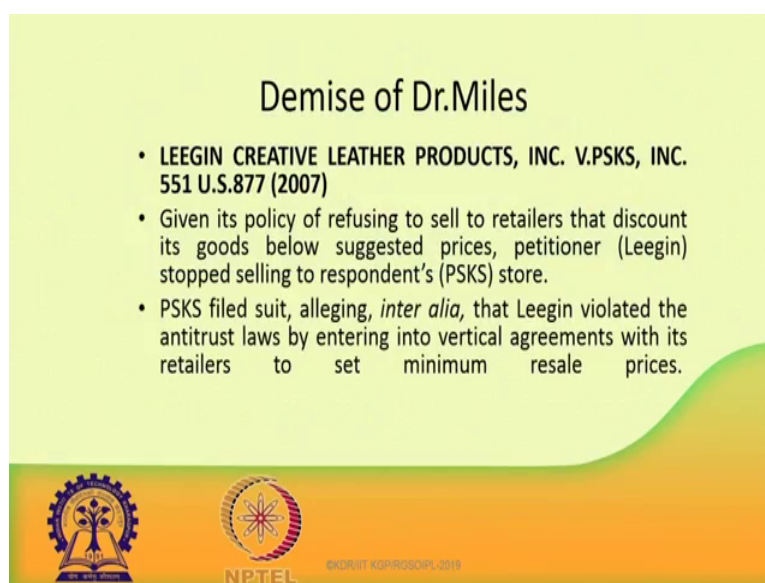 Demise of Dr.Miles
• LEEGIN CREATIVE LEATHER PRODUCTS, INC. V.PSKS, INC.
551 U.S.877 (2007)
• Given its policy of refusing to sell to retailers that discount
its goods below suggested prices, petitioner (Leegin)
stopped selling to respondent's (PSKS) store.
• PSKS filed suit, alleging, inter alia, that Leegin violated the
antitrust laws by entering into vertical agreements with its
retailers to set minimum resale prices.
1951
NPTEL
©KDR/IIT KGP/RGSOIPL-2019